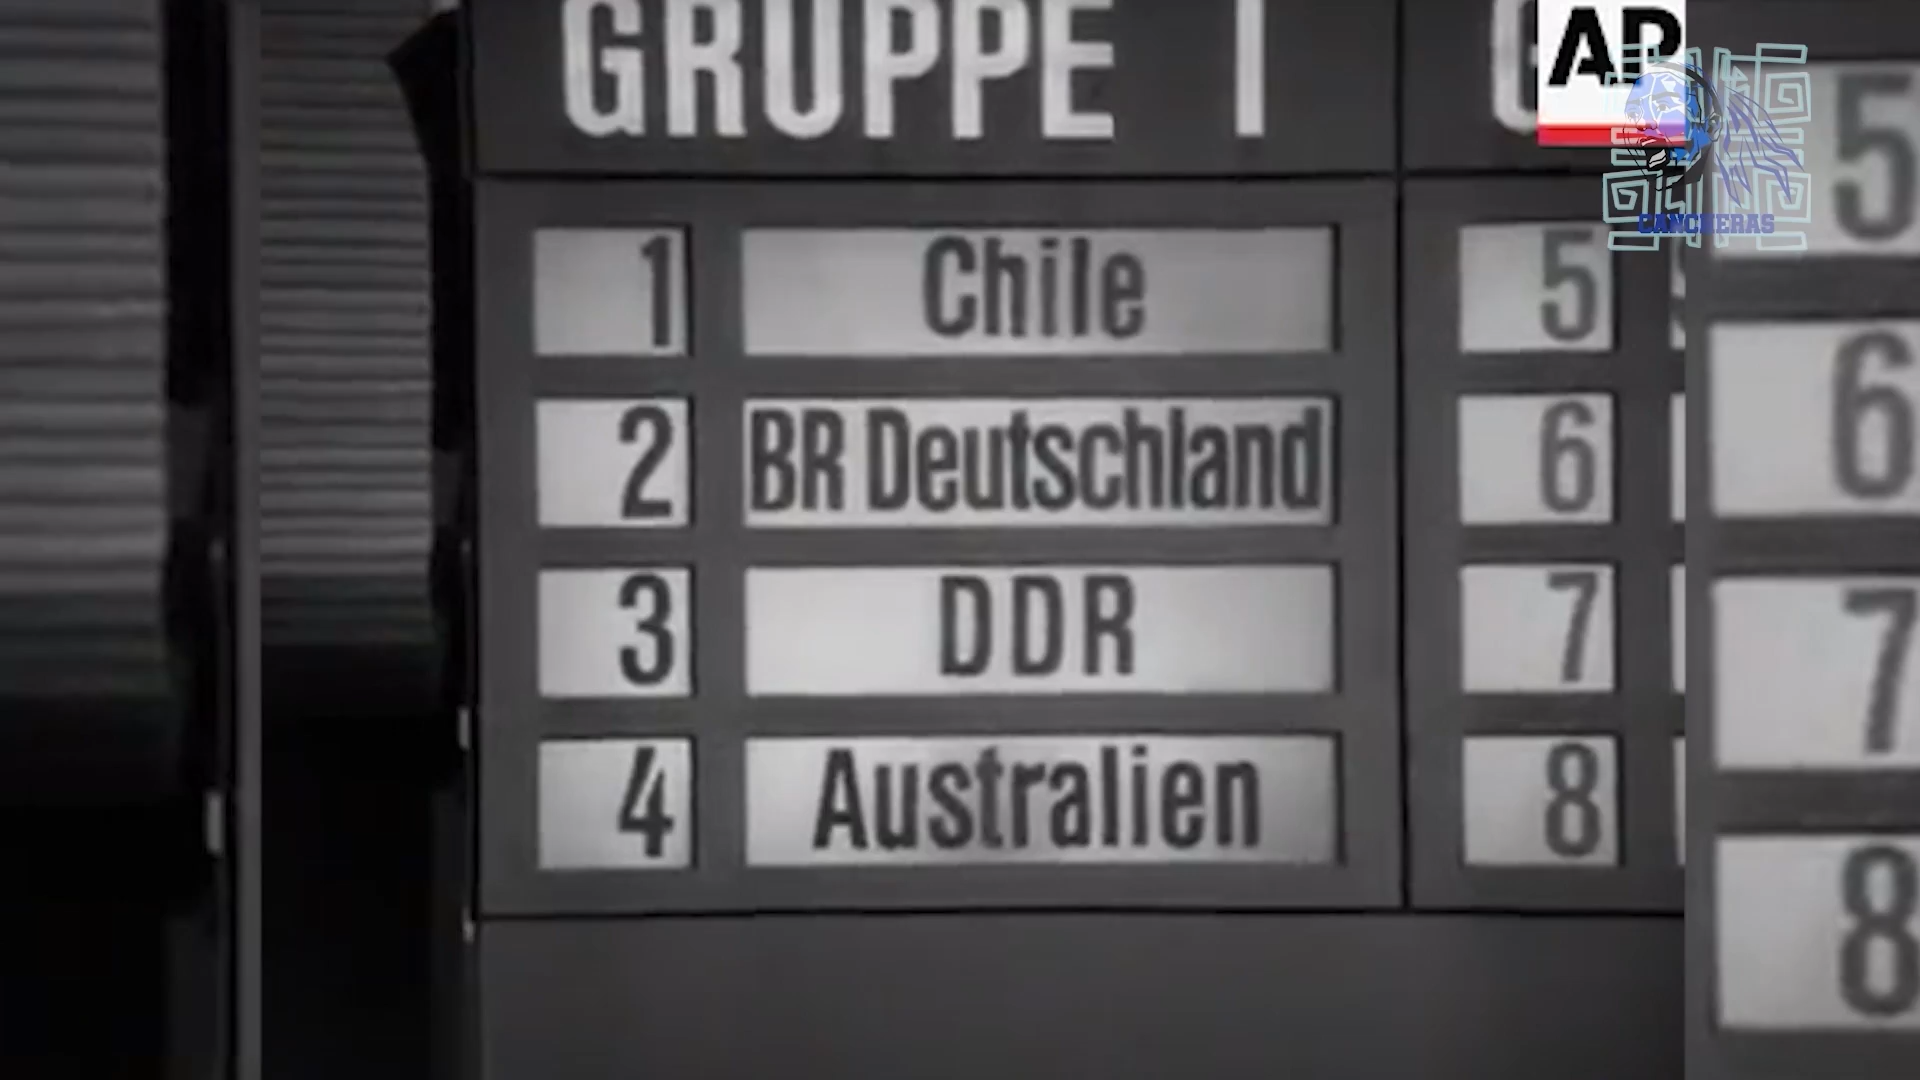 GRUPPE 1
G
AP
CANCHERAS
1 Chile 5
2 BR Deutschland 6
3 DDR 7
4 Australien 8
5
6
7
8